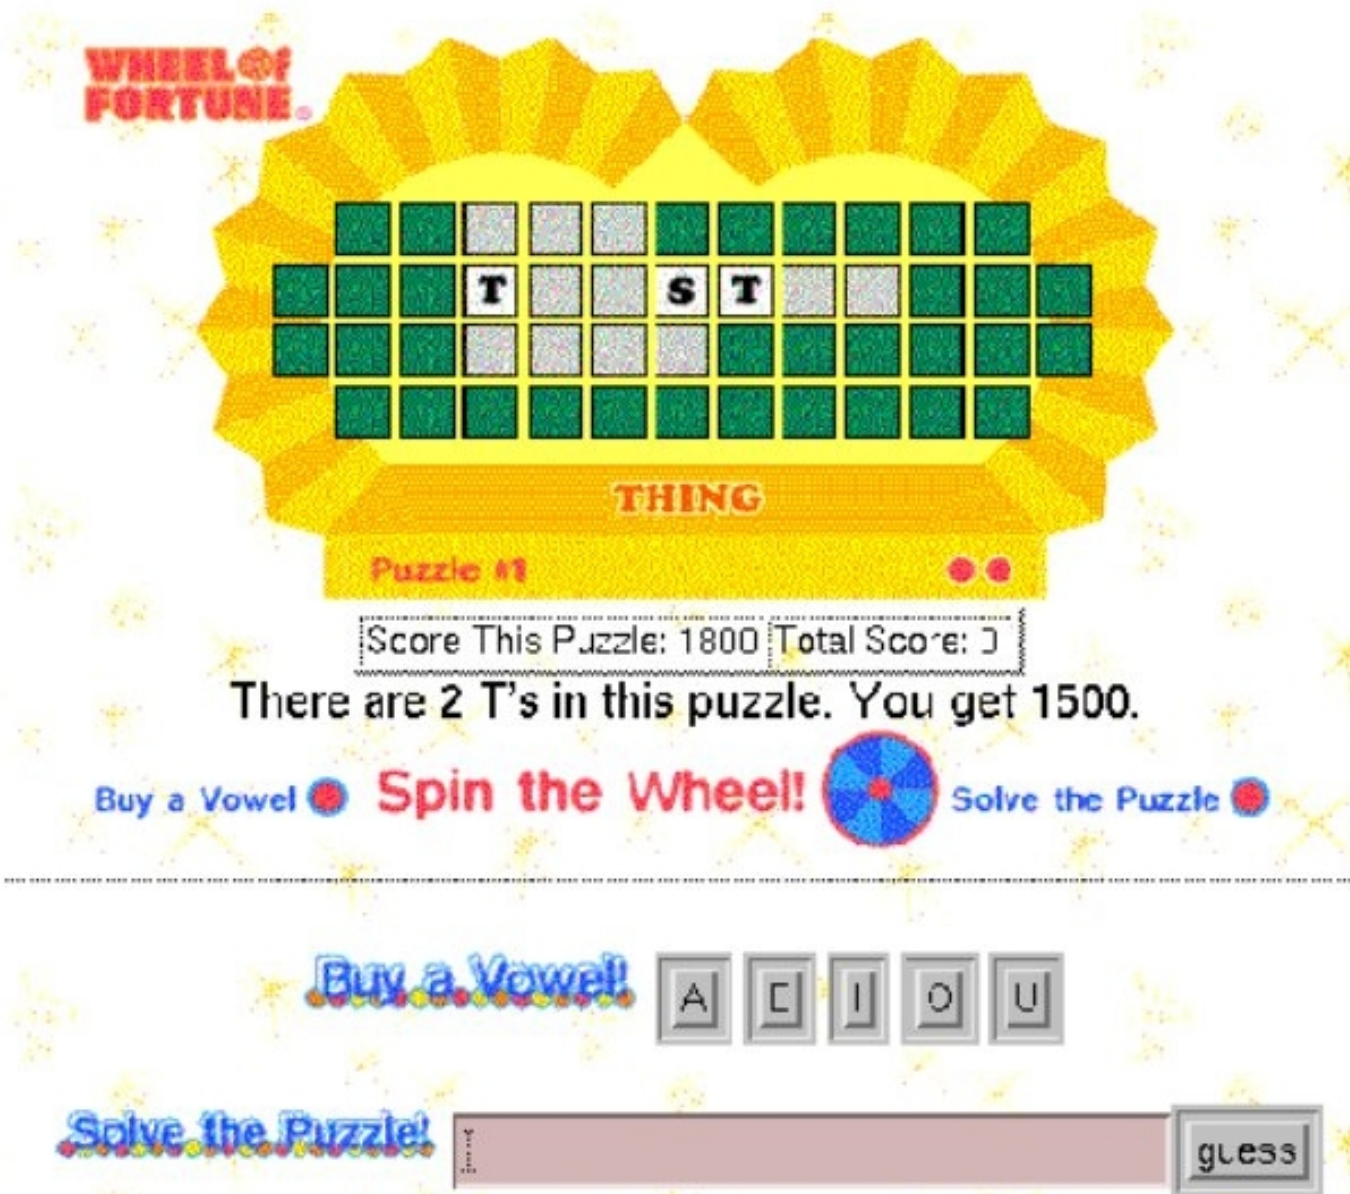 WHEEL of
FORTUNE®
T S T
THING
Puzzle #1
Score This Puzzle: 1800 Total Score: 0
There are 2 T's in this puzzle. You get 1500.
Buy a Vowel Spin the Wheel! Solve the Puzzle
Buy a Vowel! A E I O U
Solve the Puzzle! guess